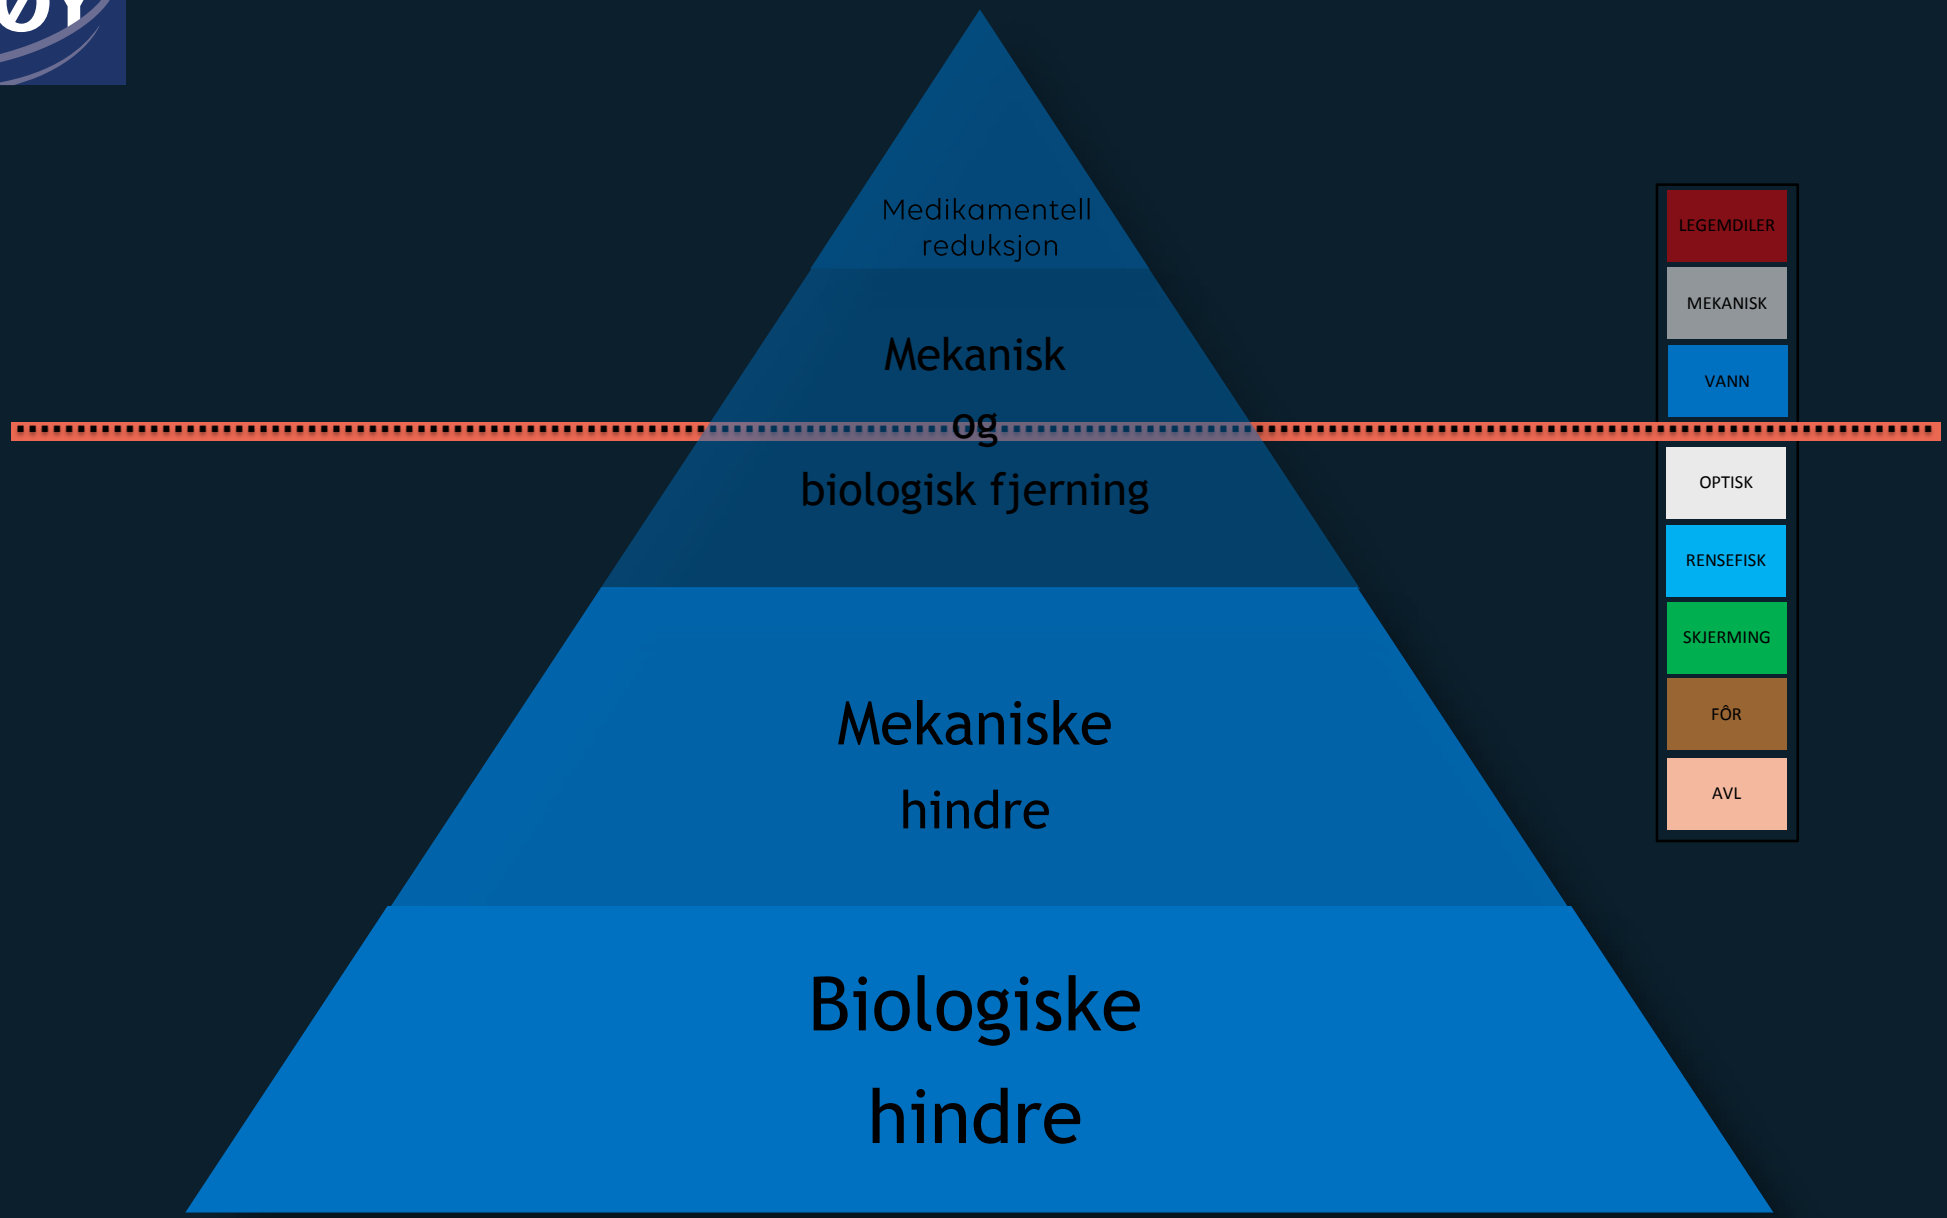 Medikamentell
reduksjon
Mekanisk
og
biologisk fjerning
Mekaniske
hindre
Biologiske
hindre
LEGEMDILER
MEKANISK
VANN
OPTISK
RENSEFISK
SKJERMING
FÔR
AVL